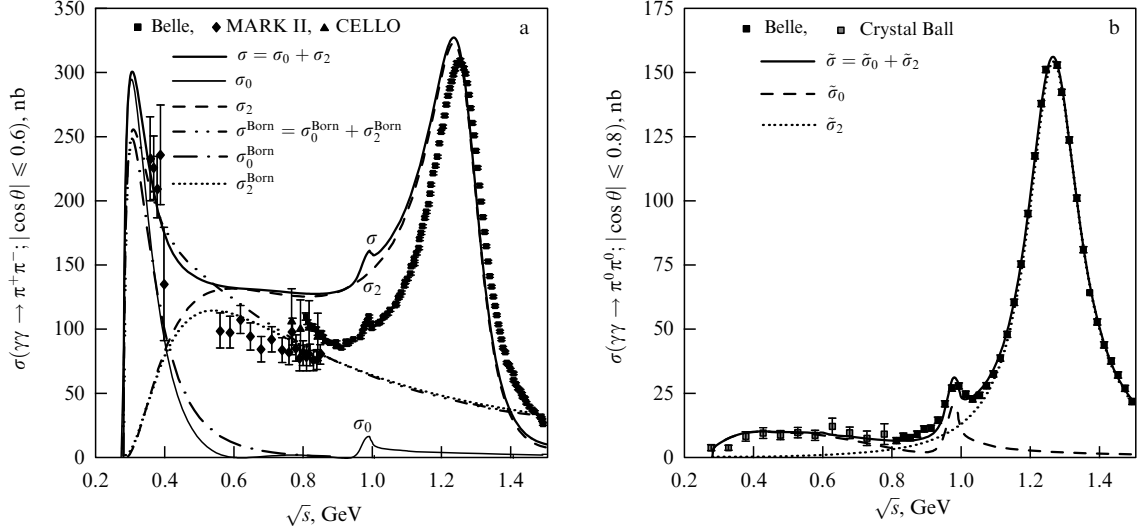 Belle, MARK II, CELLO a
σ = σ₀ + σ₂
σ₀
σ₂
σ^Born = σ₀^Born + σ₂^Born
σ₀^Born
σ₂^Born
σ
σ₂
σ₀
350
300
250
200
150
100
50
0
0.2 0.4 0.6 0.8 1.0 1.2 1.4
√s, GeV
σ(γγ → π⁺π⁻; |cos θ| ⩽ 0.6), nb
Belle, Crystal Ball b
σ̃ = σ̃₀ + σ̃₂
σ̃₀
σ̃₂
175
150
125
100
75
50
25
0
0.2 0.4 0.6 0.8 1.0 1.2 1.4
√s, GeV
σ(γγ → π⁰π⁰; |cos θ| ⩽ 0.8), nb